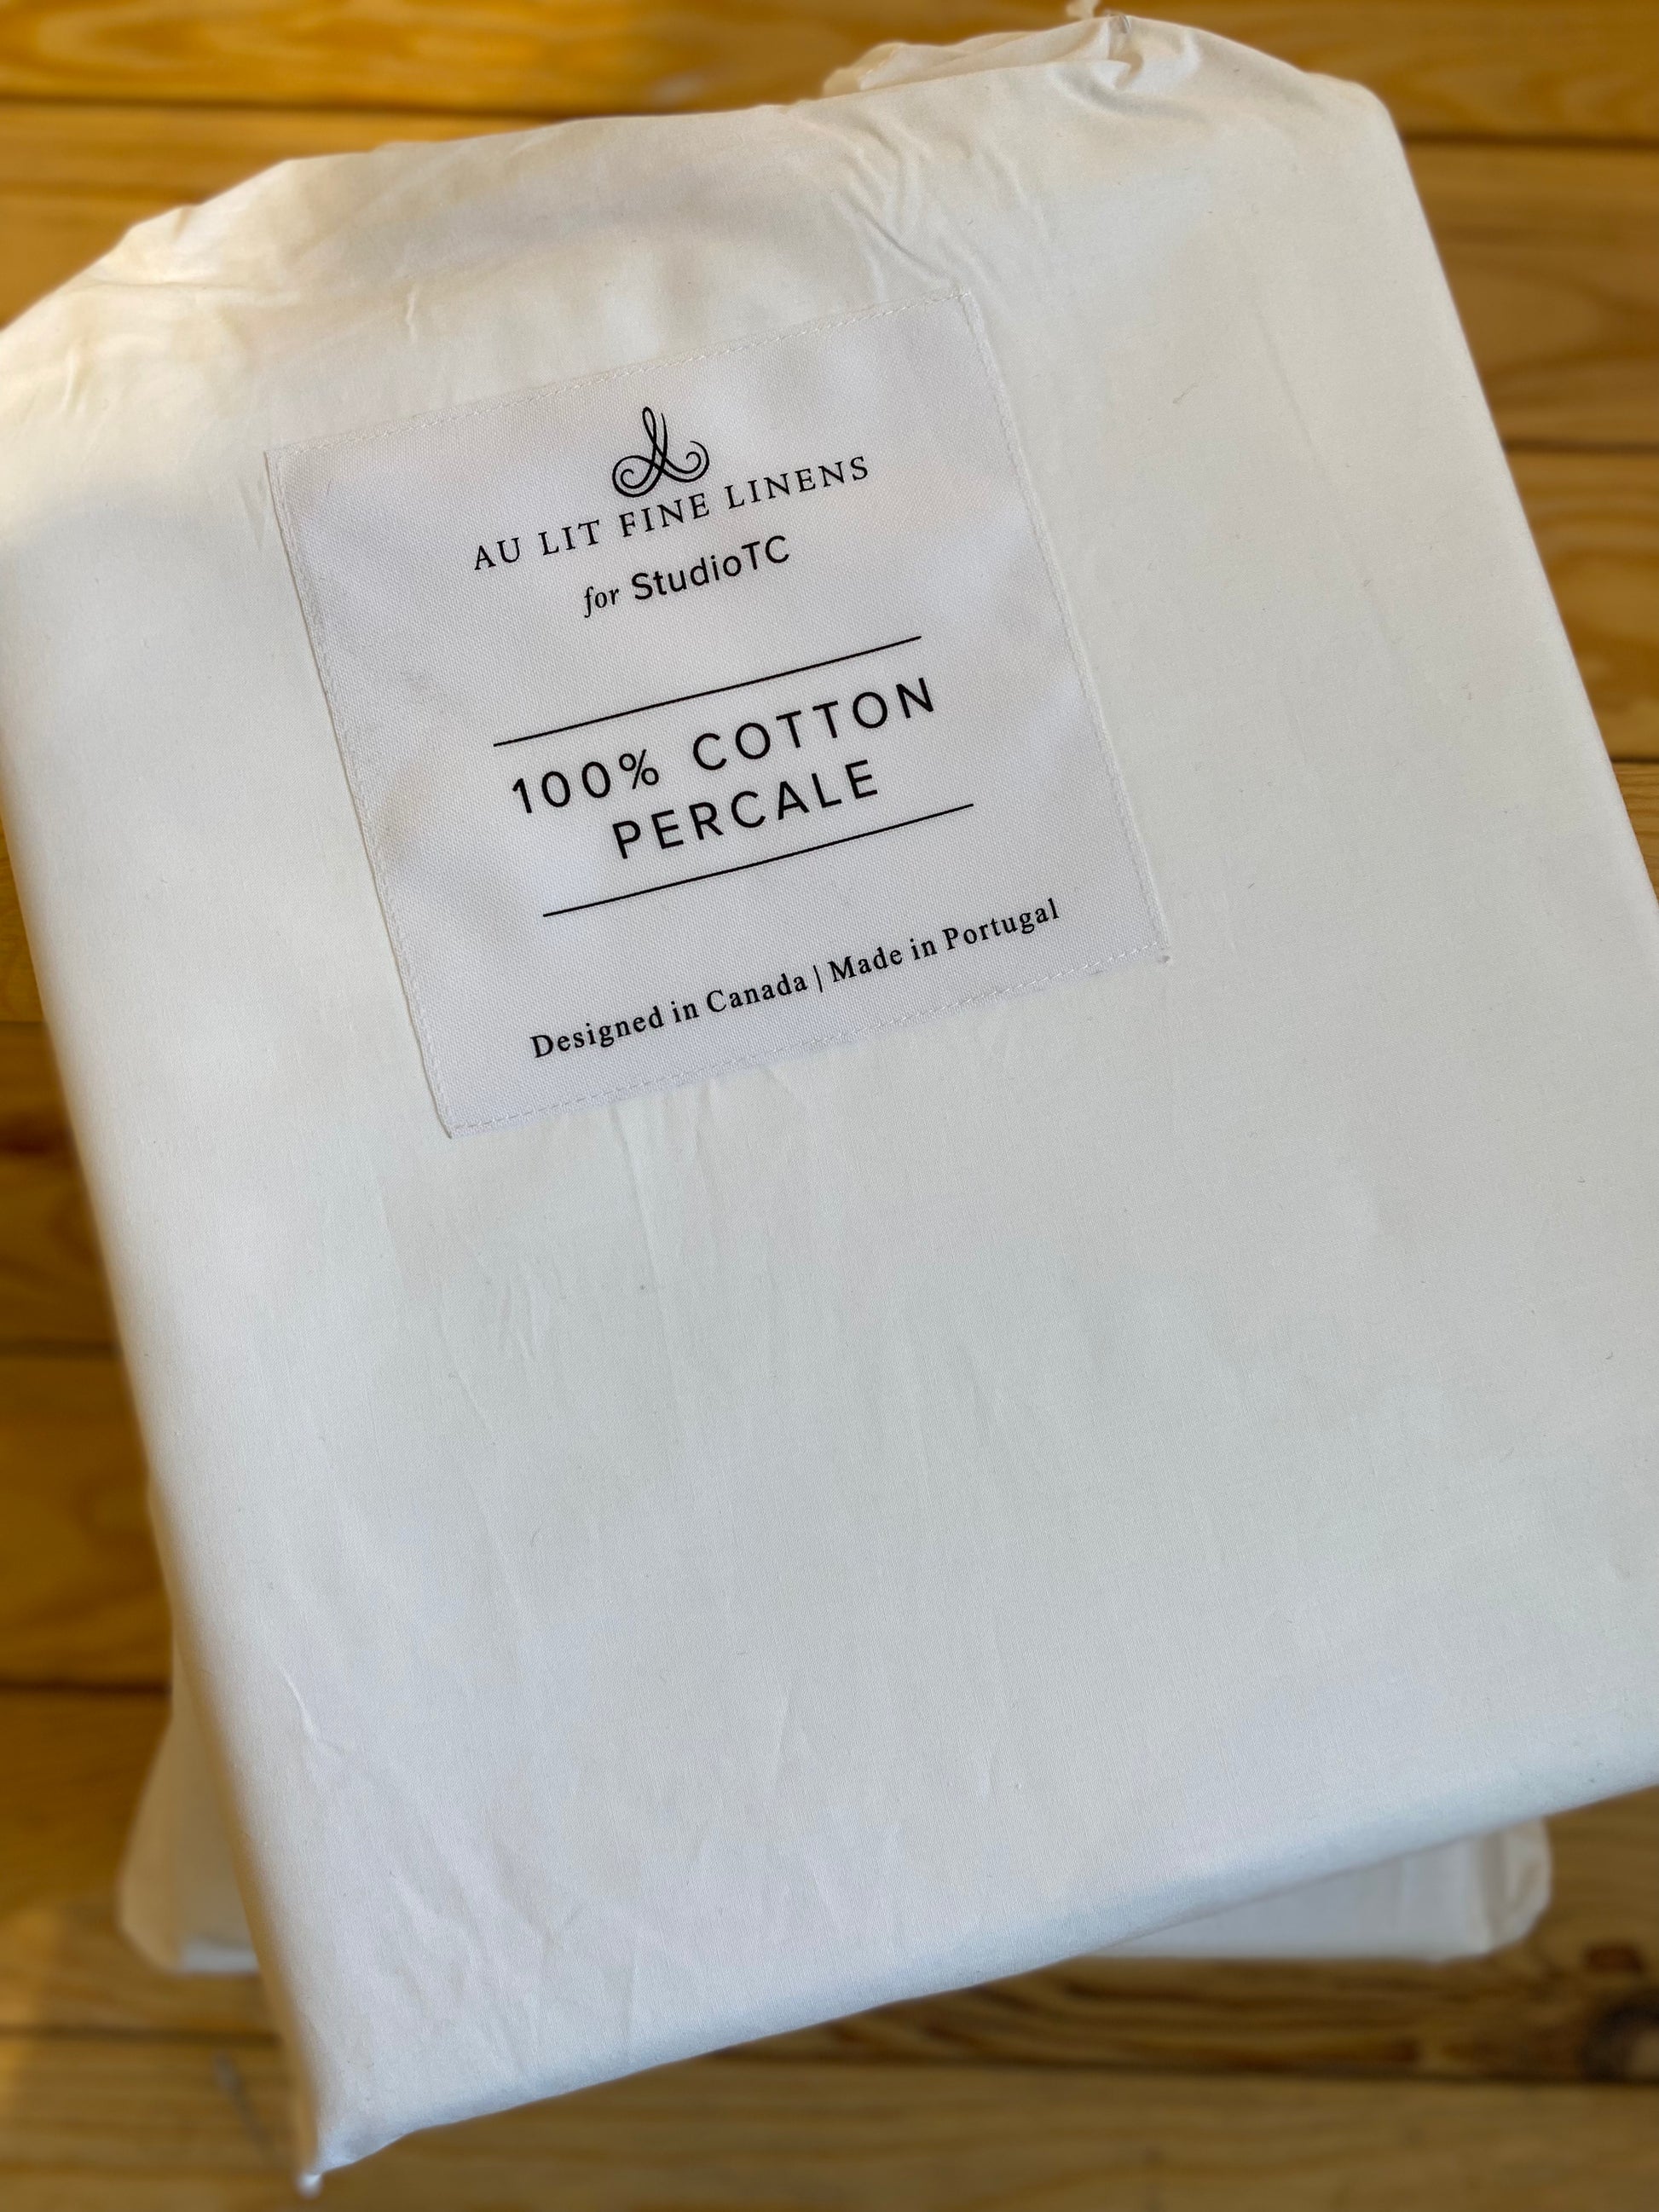 AU LIT FINE LINENS
for StudioTC
100% COTTON
PERCALE
Designed in Canada | Made in Portugal